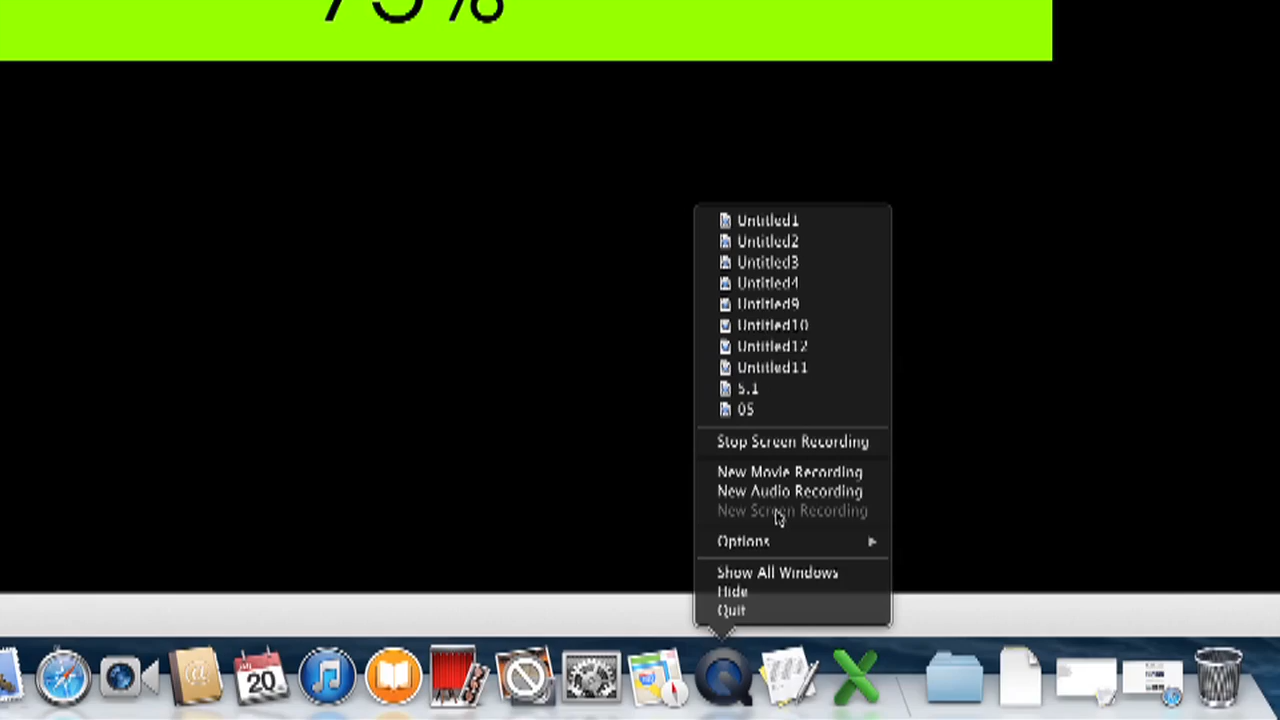 75%
Untitled1
Untitled2
Untitled3
Untitled4
Untitled9
Untitled10
Untitled12
Untitled11
5.1
05
Stop Screen Recording
New Movie Recording
New Audio Recording
New Screen Recording
Options
Show All Windows
Hide
Quit
20